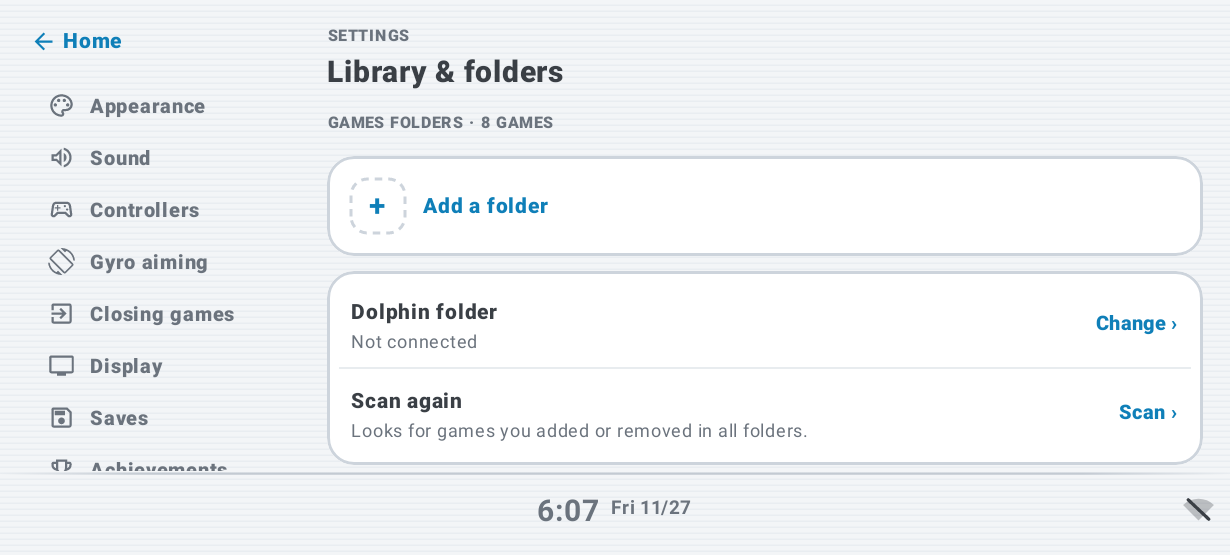 ← Home
Appearance
Sound
Controllers
Gyro aiming
Closing games
Display
Saves
Achievements
SETTINGS
Library & folders
GAMES FOLDERS · 8 GAMES
+ Add a folder
Dolphin folder
Not connected
Change ›
Scan again
Looks for games you added or removed in all folders.
Scan ›
6:07 Fri 11/27